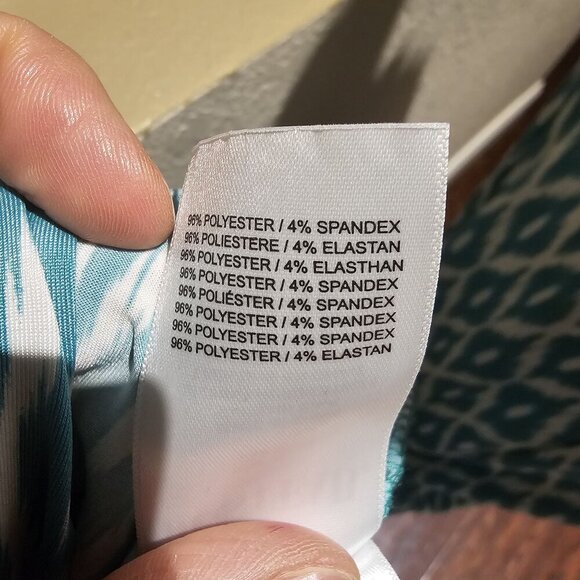 96% POLYESTER / 4% SPANDEX
96% POLIESTERE / 4% ELASTAN
96% POLYESTER / 4% ELASTHAN
96% POLYESTER / 4% SPANDEX
96% POLIÉSTER / 4% SPANDEX
96% POLYESTER / 4% SPANDEX
96% POLYESTER / 4% SPANDEX
96% POLYESTER / 4% ELASTAN